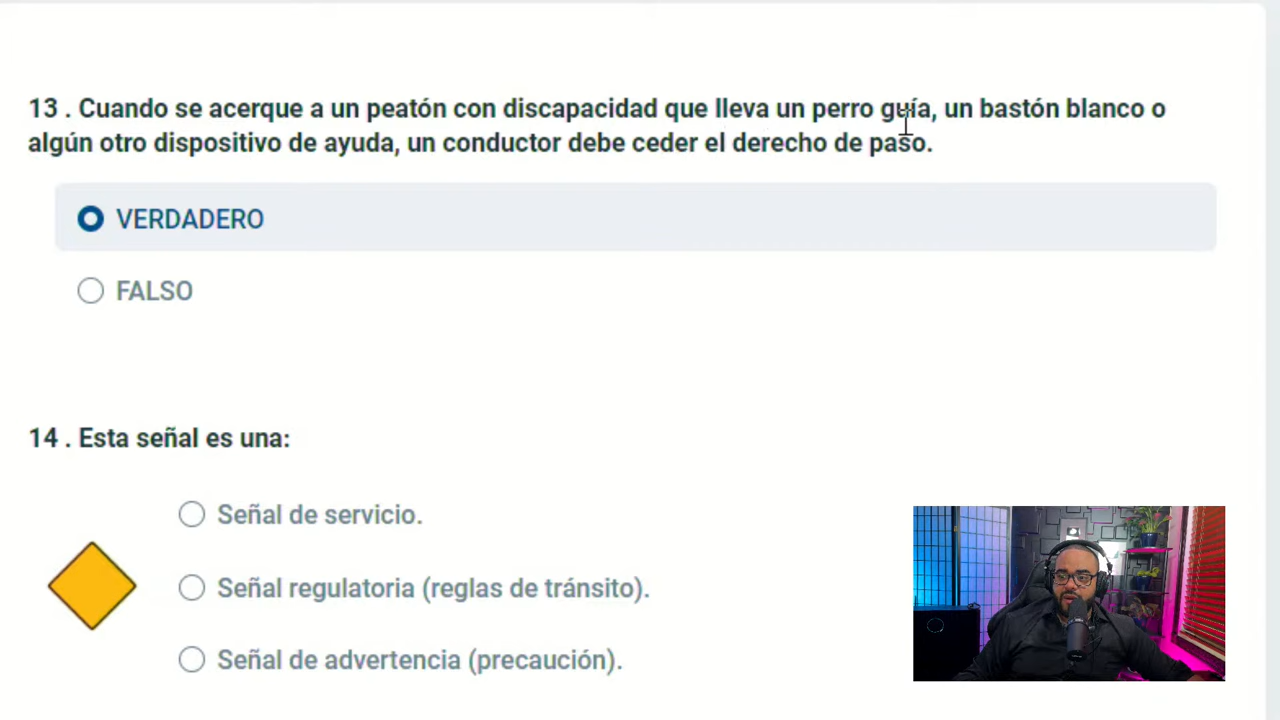 13 . Cuando se acerque a un peatón con discapacidad que lleva un perro guía, un bastón blanco o
algún otro dispositivo de ayuda, un conductor debe ceder el derecho de paso.
VERDADERO
FALSO
14 . Esta señal es una:
Señal de servicio.
Señal regulatoria (reglas de tránsito).
Señal de advertencia (precaución).